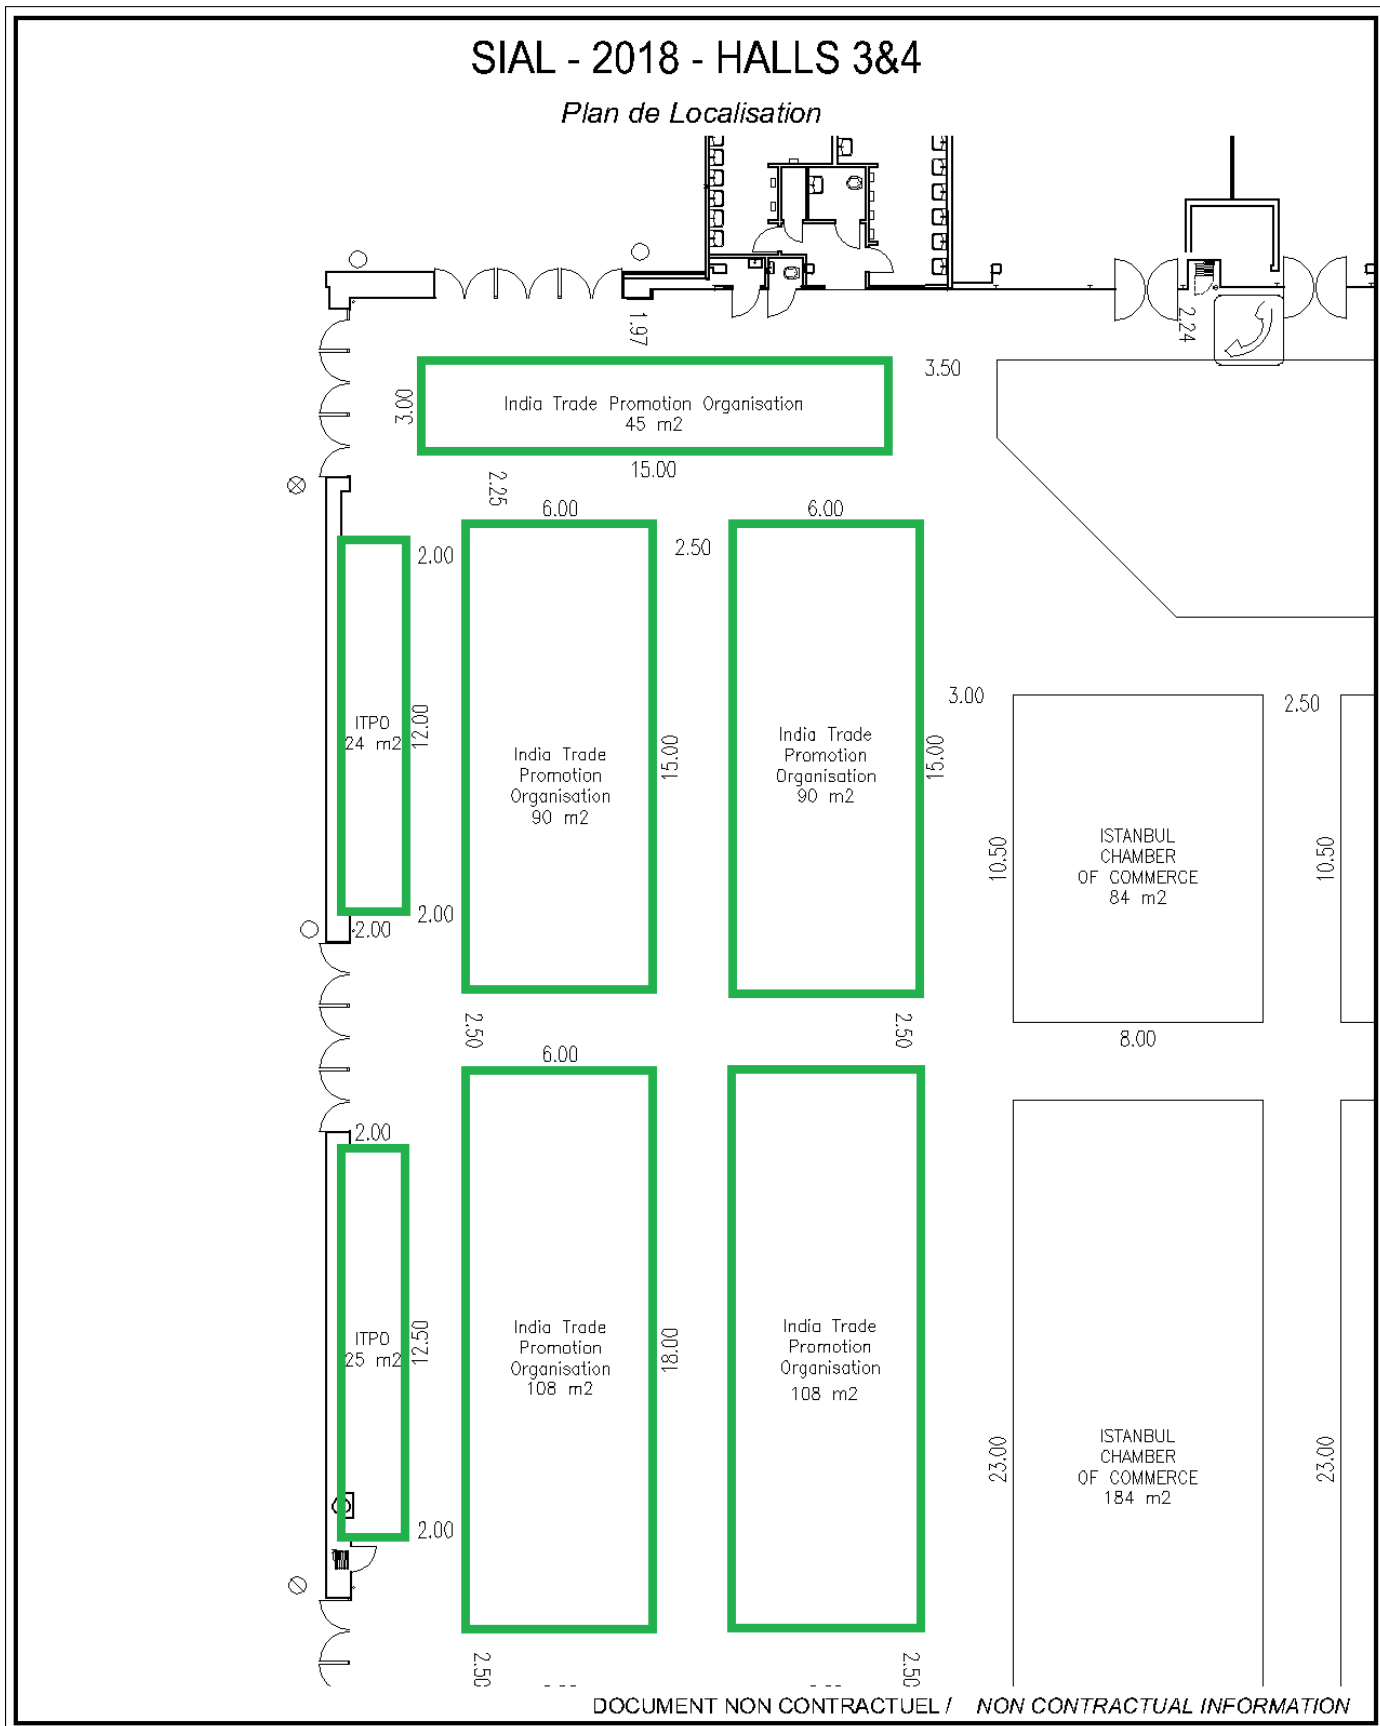 SIAL - 2018 - HALLS 3&4
Plan de Localisation
1.97
2.24
3.50
3.00
India Trade Promotion Organisation
45 m2
15.00
2.25
6.00
6.00
2.00
2.50
3.00
2.50
ITPO
24 m2
12.00
India Trade
Promotion
Organisation
90 m2
15.00
India Trade
Promotion
Organisation
90 m2
15.00
10.50
ISTANBUL
CHAMBER
OF COMMERCE
84 m2
10.50
2.00
2.00
2.50
2.50
8.00
6.00
2.00
ITPO
25 m2
12.50
India Trade
Promotion
Organisation
108 m2
18.00
India Trade
Promotion
Organisation
108 m2
23.00
ISTANBUL
CHAMBER
OF COMMERCE
184 m2
23.00
2.00
2.50
2.50
DOCUMENT NON CONTRACTUEL / NON CONTRACTUAL INFORMATION